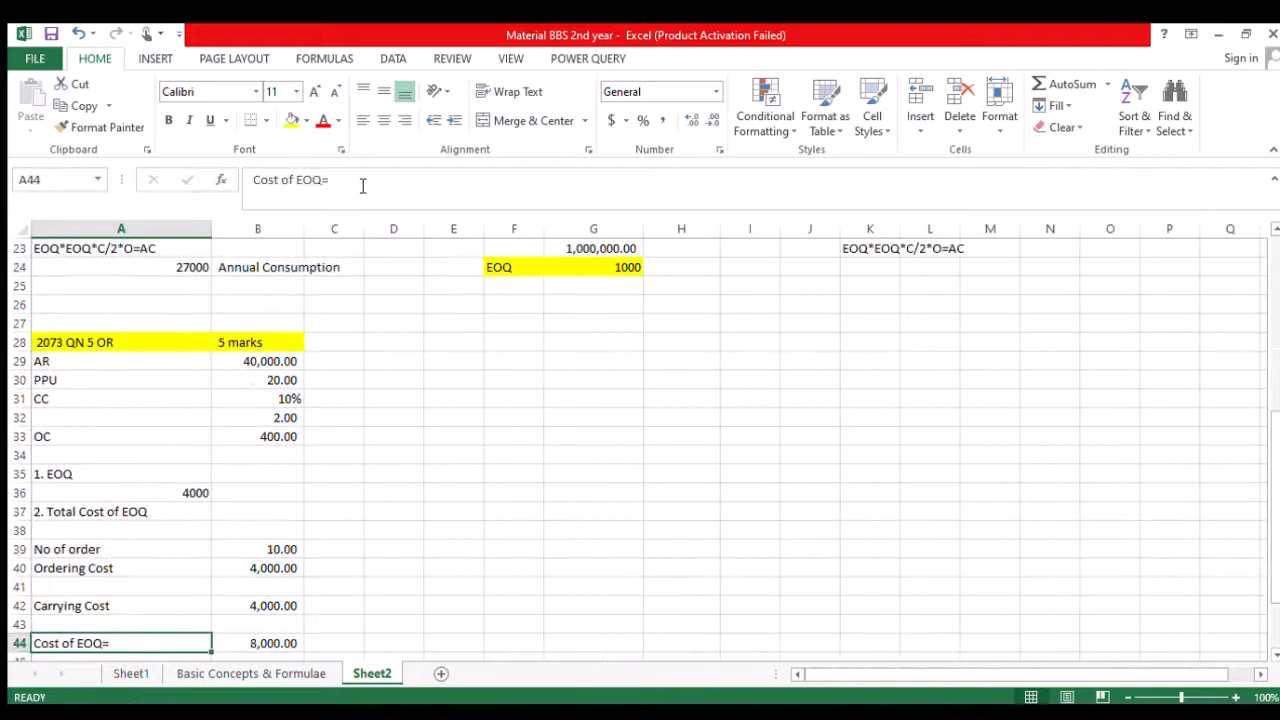 Material BBS 2nd year - Excel (Product Activation Failed)
Sign in
FILE HOME INSERT PAGE LAYOUT FORMULAS DATA REVIEW VIEW POWER QUERY
Paste Cut Copy Format Painter
Calibri 11
B I U
Wrap Text
Merge & Center
General
$ % ,
Conditional Formatting Format as Table Cell Styles
Insert Delete Format
AutoSum Fill Clear
Sort & Filter Find & Select
Clipboard Font Alignment Number Styles Cells Editing
A44 fx Cost of EOQ=
A B C D E F G H I J K L M N O P Q
23 EOQ*EOQ*C/2*O=AC 1,000,000.00 EOQ*EOQ*C/2*O=AC
24 27000 Annual Consumption EOQ 1000
25
26
27
28 2073 QN 5 OR 5 marks
29 AR 40,000.00
30 PPU 20.00
31 CC 10%
32 2.00
33 OC 400.00
34
35 1. EOQ
36 4000
37 2. Total Cost of EOQ
38
39 No of order 10.00
40 Ordering Cost 4,000.00
41
42 Carrying Cost 4,000.00
43
44 Cost of EOQ= 8,000.00
Sheet1 Basic Concepts & Formulae Sheet2
READY 100%